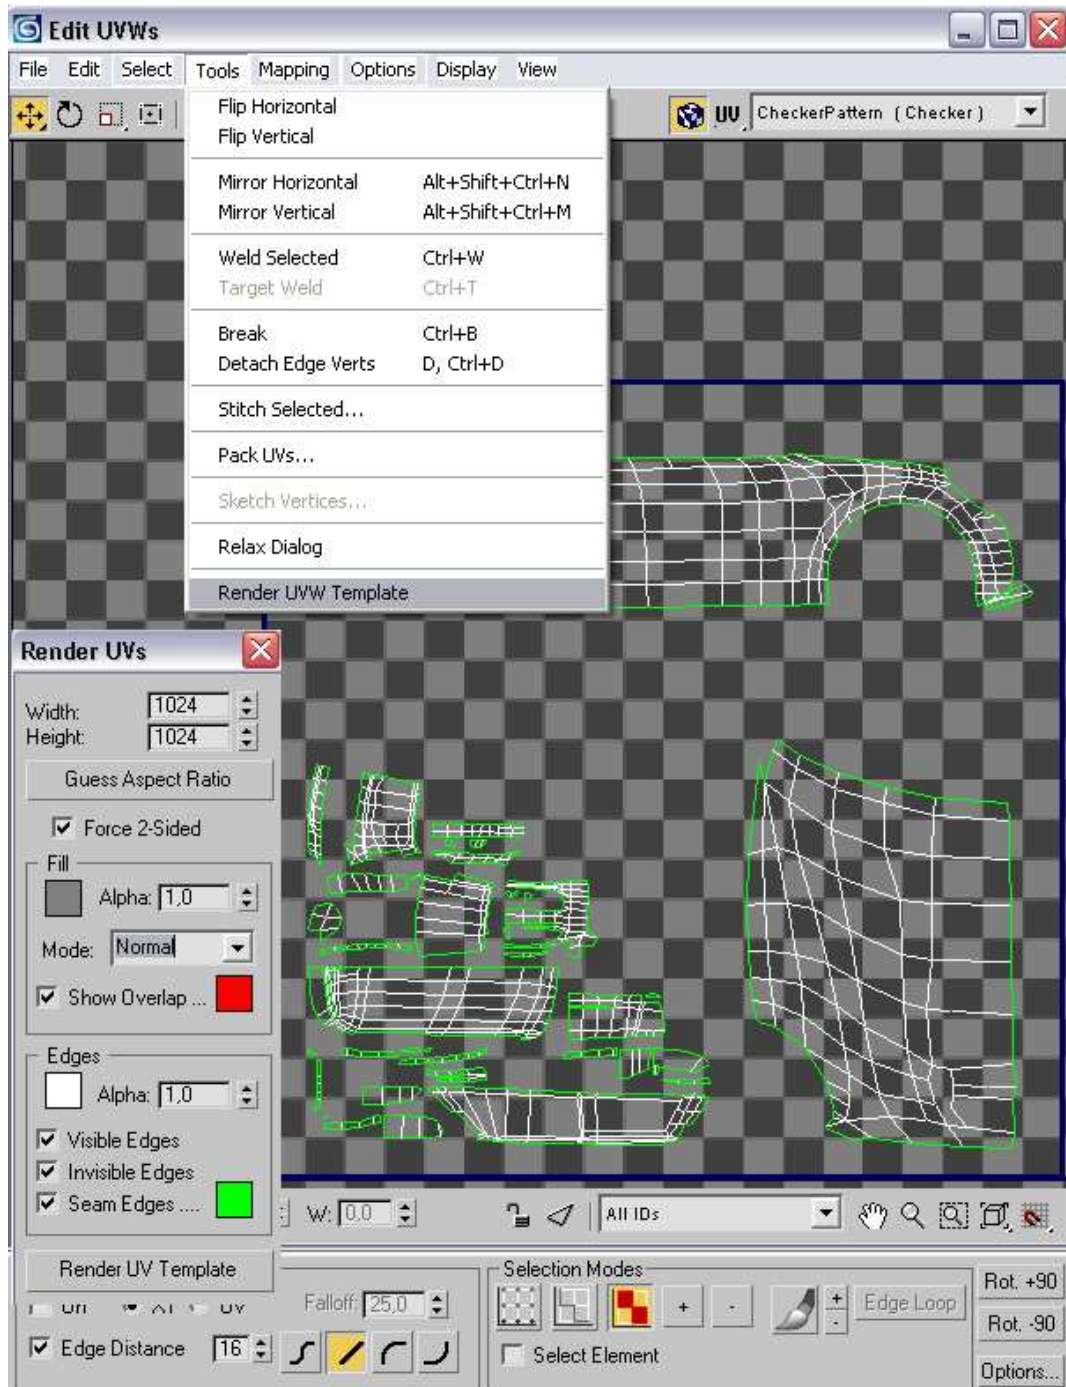 Edit UVWs
File Edit Select Tools Mapping Options Display View
UV CheckerPattern ( Checker )
Flip Horizontal
Flip Vertical
Mirror Horizontal Alt+Shift+Ctrl+N
Mirror Vertical Alt+Shift+Ctrl+M
Weld Selected Ctrl+W
Target Weld Ctrl+T
Break Ctrl+B
Detach Edge Verts D, Ctrl+D
Stitch Selected...
Pack UVs...
Sketch Vertices...
Relax Dialog
Render UVW Template
Render UVs
Width: 1024
Height: 1024
Guess Aspect Ratio
Force 2-Sided
Fill
Alpha: 1,0
Mode: Normal
Show Overlap ...
Edges
Alpha: 1,0
Visible Edges
Invisible Edges
Seam Edges ....
Render UV Template
W: 0,0 All IDs
Falloff: 25,0
Edge Distance 16
Selection Modes
+ - + - Edge Loop
Select Element
Rot. +90
Rot. -90
Options...